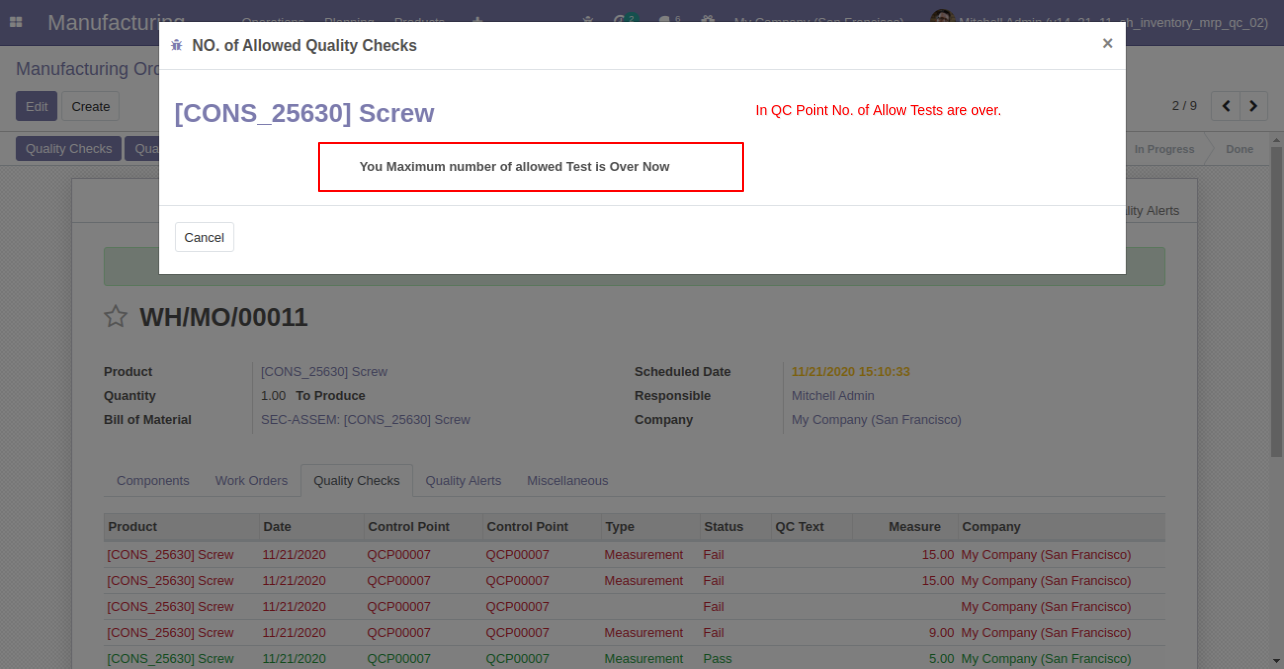 Manufacturing Operations Planning Products 2 6 My Company (San Francisco) Mitchell Admin (v14_21_11_sh_inventory_mrp_qc_02)
NO. of Allowed Quality Checks ×
Manufacturing Ord
[CONS_25630] Screw In QC Point No. of Allow Tests are over.
Edit Create 2 / 9
Quality Checks Qua In Progress Done
You Maximum number of allowed Test is Over Now
lity Alerts
Cancel
WH/MO/00011
Product [CONS_25630] Screw Scheduled Date 11/21/2020 15:10:33
Quantity 1.00 To Produce Responsible Mitchell Admin
Bill of Material SEC-ASSEM: [CONS_25630] Screw Company My Company (San Francisco)
Components Work Orders Quality Checks Quality Alerts Miscellaneous
Product Date Control Point Control Point Type Status QC Text Measure Company
[CONS_25630] Screw 11/21/2020 QCP00007 QCP00007 Measurement Fail 15.00 My Company (San Francisco)
[CONS_25630] Screw 11/21/2020 QCP00007 QCP00007 Measurement Fail 15.00 My Company (San Francisco)
[CONS_25630] Screw 11/21/2020 QCP00007 QCP00007 Fail My Company (San Francisco)
[CONS_25630] Screw 11/21/2020 QCP00007 QCP00007 Measurement Fail 9.00 My Company (San Francisco)
[CONS_25630] Screw 11/21/2020 QCP00007 QCP00007 Measurement Pass 5.00 My Company (San Francisco)